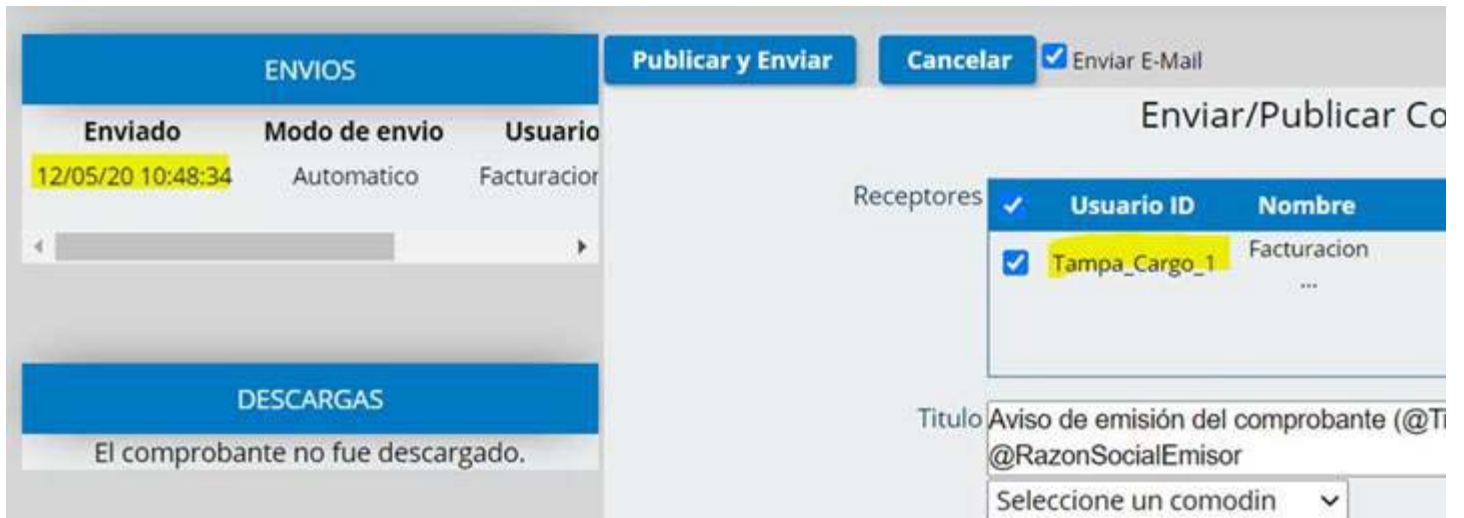 ENVIOS
Enviado Modo de envio Usuario
12/05/20 10:48:34 Automatico Facturacion
DESCARGAS
El comprobante no fue descargado.
Publicar y Enviar Cancelar Enviar E-Mail
Enviar/Publicar Co
Receptores Usuario ID Nombre
Tampa_Cargo_1 Facturacion
...
Titulo Aviso de emisión del comprobante (@Ti
@RazonSocialEmisor
Seleccione un comodin